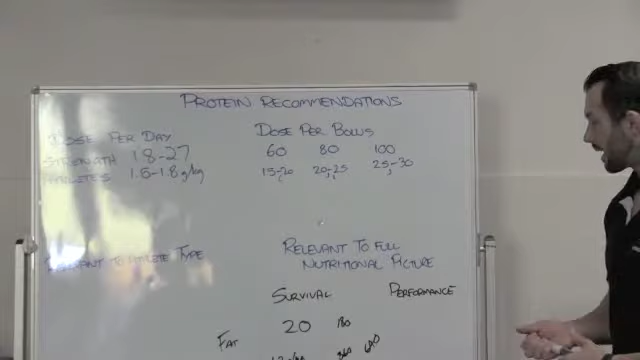 PROTEIN RECOMMENDATIONS
DOSE PER DAY
STRENGTH 1.8-2.7
ATHLETES 1.5-1.8 g/kg
DOSE PER BOLUS
60 80 100
15-20 20-25 25-30
RELEVANT TO ATHLETE TYPE
RELEVANT TO FULL
NUTRITIONAL PICTURE
SURVIVAL PERFORMANCE
20 180
FAT